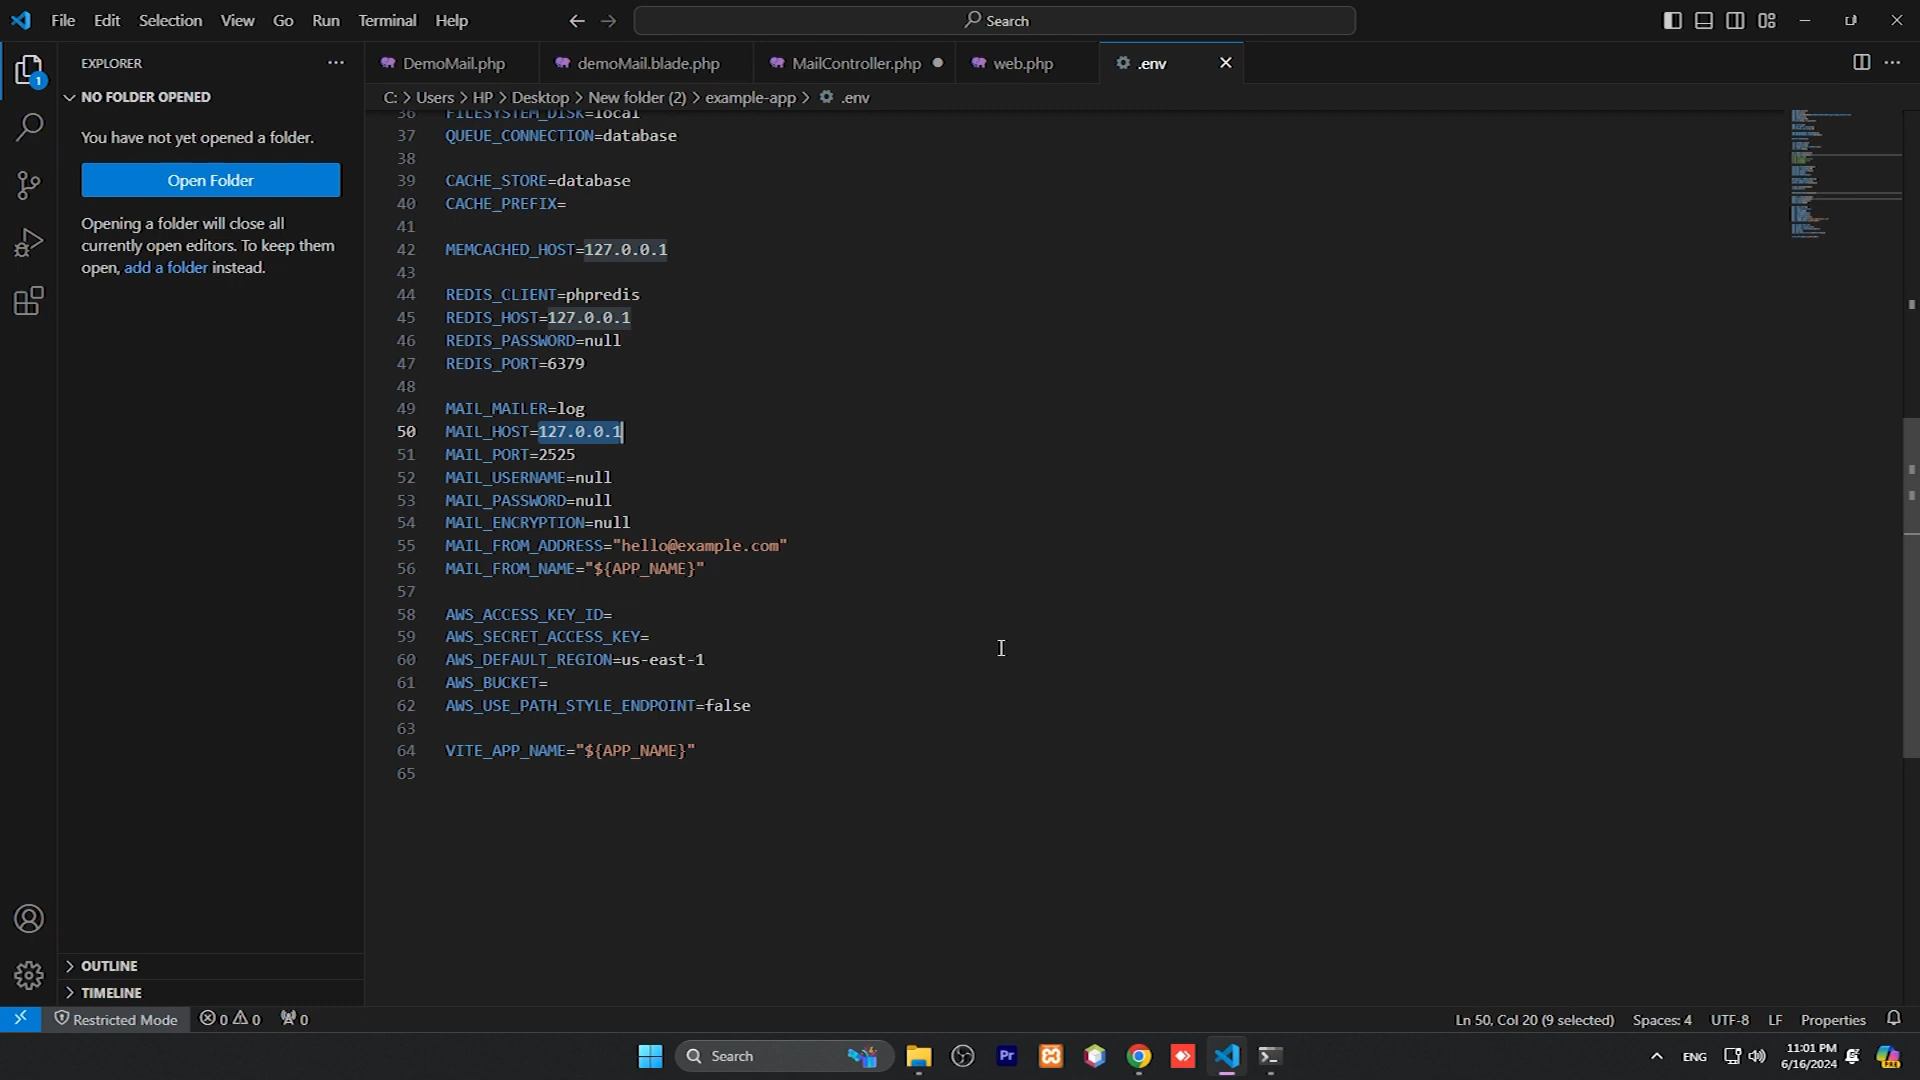 File Edit Selection View Go Run Terminal Help
Search
EXPLORER
1
NO FOLDER OPENED
You have not yet opened a folder.
Open Folder
Opening a folder will close all
currently open editors. To keep them
open, add a folder instead.
OUTLINE
TIMELINE
DemoMail.php demoMail.blade.php MailController.php web.php .env
C: > Users > HP > Desktop > New folder (2) > example-app > .env
36 FILESYSTEM_DISK=local
37 QUEUE_CONNECTION=database
38
39 CACHE_STORE=database
40 CACHE_PREFIX=
41
42 MEMCACHED_HOST=127.0.0.1
43
44 REDIS_CLIENT=phpredis
45 REDIS_HOST=127.0.0.1
46 REDIS_PASSWORD=null
47 REDIS_PORT=6379
48
49 MAIL_MAILER=log
50 MAIL_HOST=127.0.0.1
51 MAIL_PORT=2525
52 MAIL_USERNAME=null
53 MAIL_PASSWORD=null
54 MAIL_ENCRYPTION=null
55 MAIL_FROM_ADDRESS="hello@example.com"
56 MAIL_FROM_NAME="${APP_NAME}"
57
58 AWS_ACCESS_KEY_ID=
59 AWS_SECRET_ACCESS_KEY=
60 AWS_DEFAULT_REGION=us-east-1
61 AWS_BUCKET=
62 AWS_USE_PATH_STYLE_ENDPOINT=false
63
64 VITE_APP_NAME="${APP_NAME}"
65
Restricted Mode 0 0 0
Ln 50, Col 20 (9 selected) Spaces: 4 UTF-8 LF Properties
Search
Pr
ENG
11:01 PM
6/16/2024
PRE